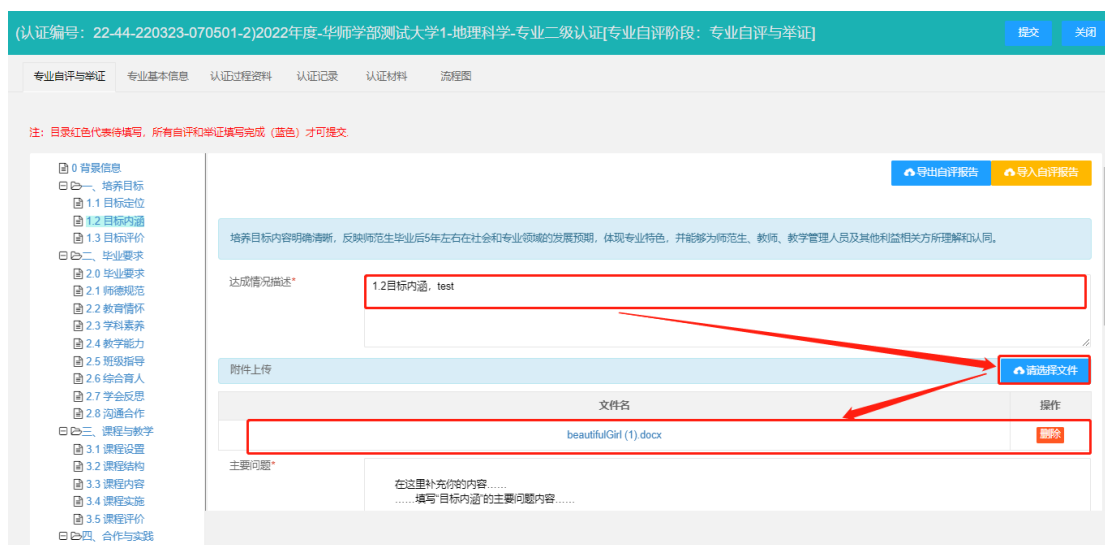 (认证编号：22-44-220323-070501-2)2022年度-华师学部测试大学1-地理科学-专业二级认证[专业自评阶段：专业自评与举证]
提交 关闭
专业自评与举证 专业基本信息 认证过程资料 认证记录 认证材料 流程图
注：目录红色代表待填写，所有自评和举证填写完成（蓝色）才可提交.
0 背景信息
一、培养目标
1.1 目标定位
1.2 目标内涵
1.3 目标评价
二、毕业要求
2.0 毕业要求
2.1 师德规范
2.2 教育情怀
2.3 学科素养
2.4 教学能力
2.5 班级指导
2.6 综合育人
2.7 学会反思
2.8 沟通合作
三、课程与教学
3.1 课程设置
3.2 课程结构
3.3 课程内容
3.4 课程实施
3.5 课程评价
四、合作与实践
导出自评报告 导入自评报告
培养目标内容明确清晰，反映师范生毕业后5年左右在社会和专业领域的发展预期，体现专业特色，并能够为师范生、教师、教学管理人员及其他利益相关方所理解和认同。
达成情况描述*
1.2目标内涵，test
附件上传
请选择文件
文件名 操作
beautifulGirl (1).docx 删除
主要问题*
在这里补充你的内容……
……填写“目标内涵”的主要问题内容……